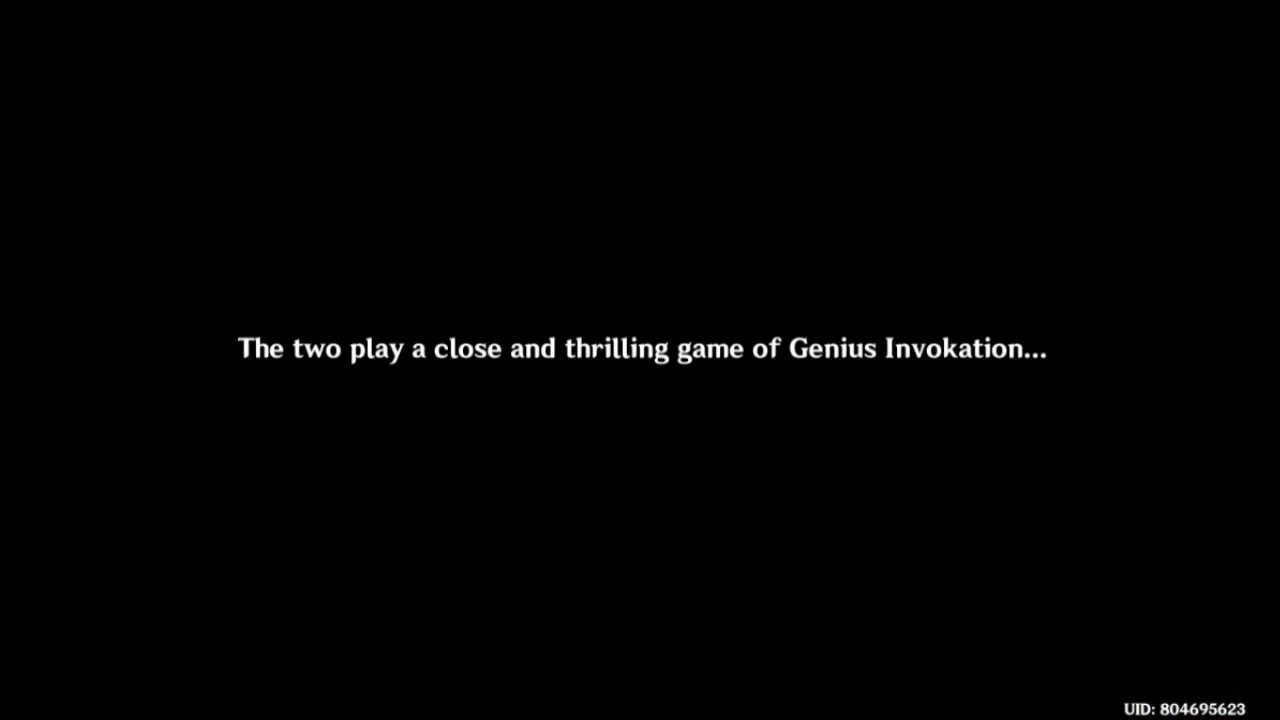 The two play a close and thrilling game of Genius Invokation...
UID: 804695623